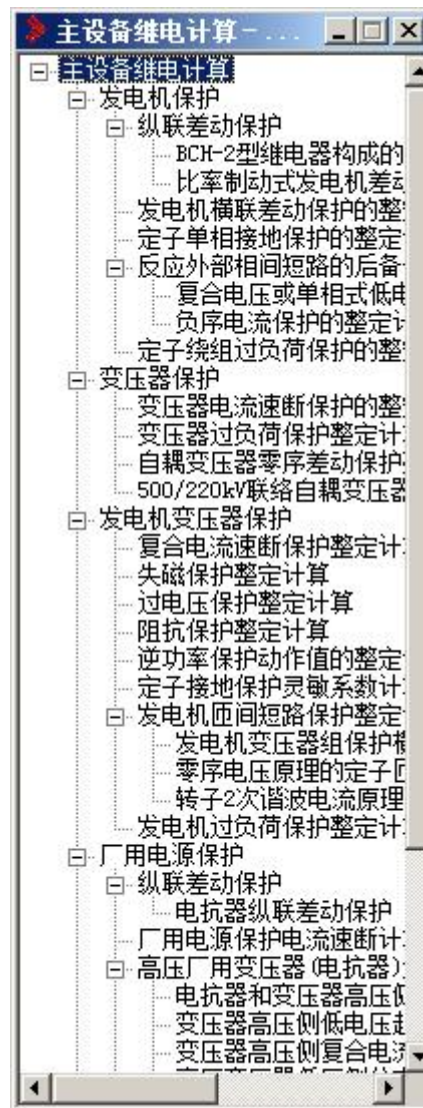 主设备继电计算 - ...
主设备继电计算
发电机保护
纵联差动保护
BCH-2型继电器构成的
比率制动式发电机差动
发电机横联差动保护的整定
定子单相接地保护的整定
反应外部相间短路的后备
复合电压或单相式低电
负序电流保护的整定计
定子绕组过负荷保护的整
变压器保护
变压器电流速断保护的整
变压器过负荷保护整定计
自耦变压器零序差动保护
500/220kV联络自耦变压器
发电机变压器保护
复合电流速断保护整定计
失磁保护整定计算
过电压保护整定计算
阻抗保护整定计算
逆功率保护动作值的整定
定子接地保护灵敏系数计
发电机匝间短路保护整定
发电机变压器组保护横
零序电压原理的定子匝
转子2次谐波电流原理
发电机过负荷保护整定计
厂用电源保护
纵联差动保护
电抗器纵联差动保护
厂用电源保护电流速断计
高压厂用变压器(电抗器)
电抗器和变压器高压侧
变压器高压侧低电压起
变压器高压侧复合电流